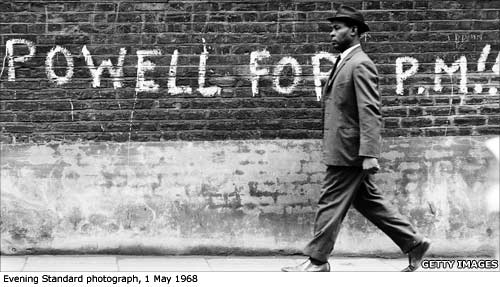 POWELL FOR P.M!!
GETTY IMAGES
Evening Standard photograph, 1 May 1968